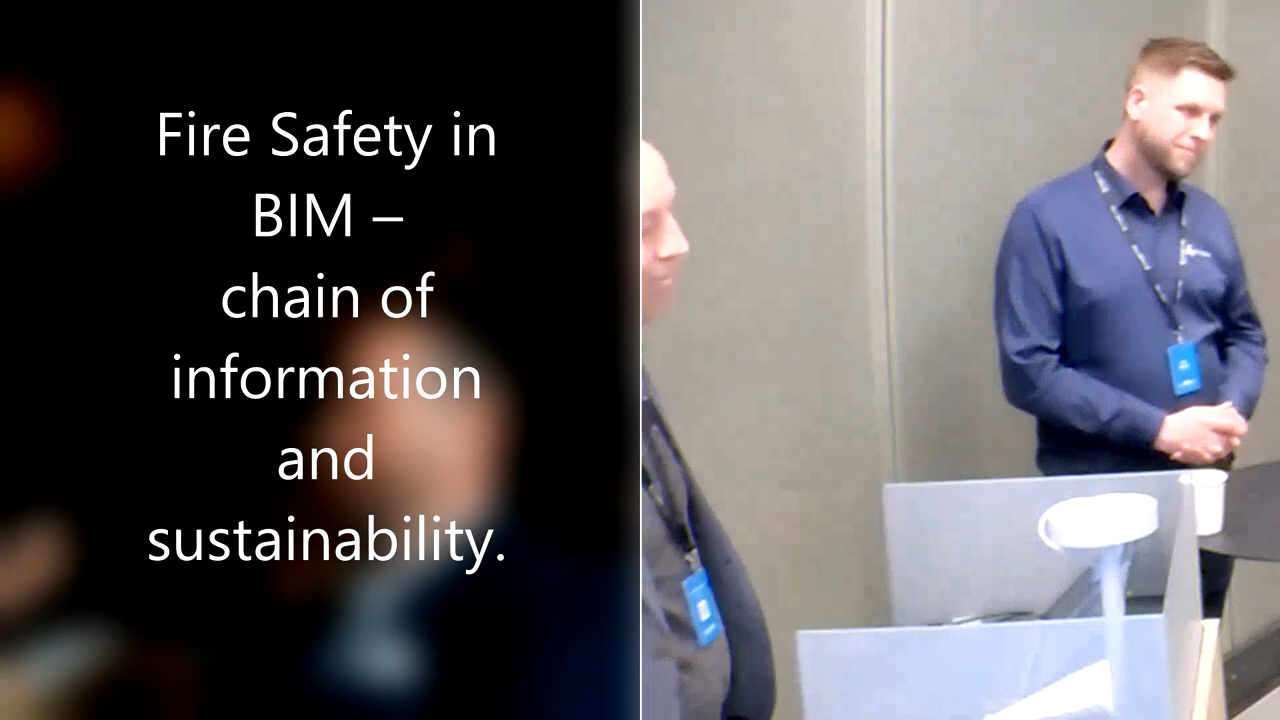 Fire Safety in
BIM –
chain of
information
and
sustainability.